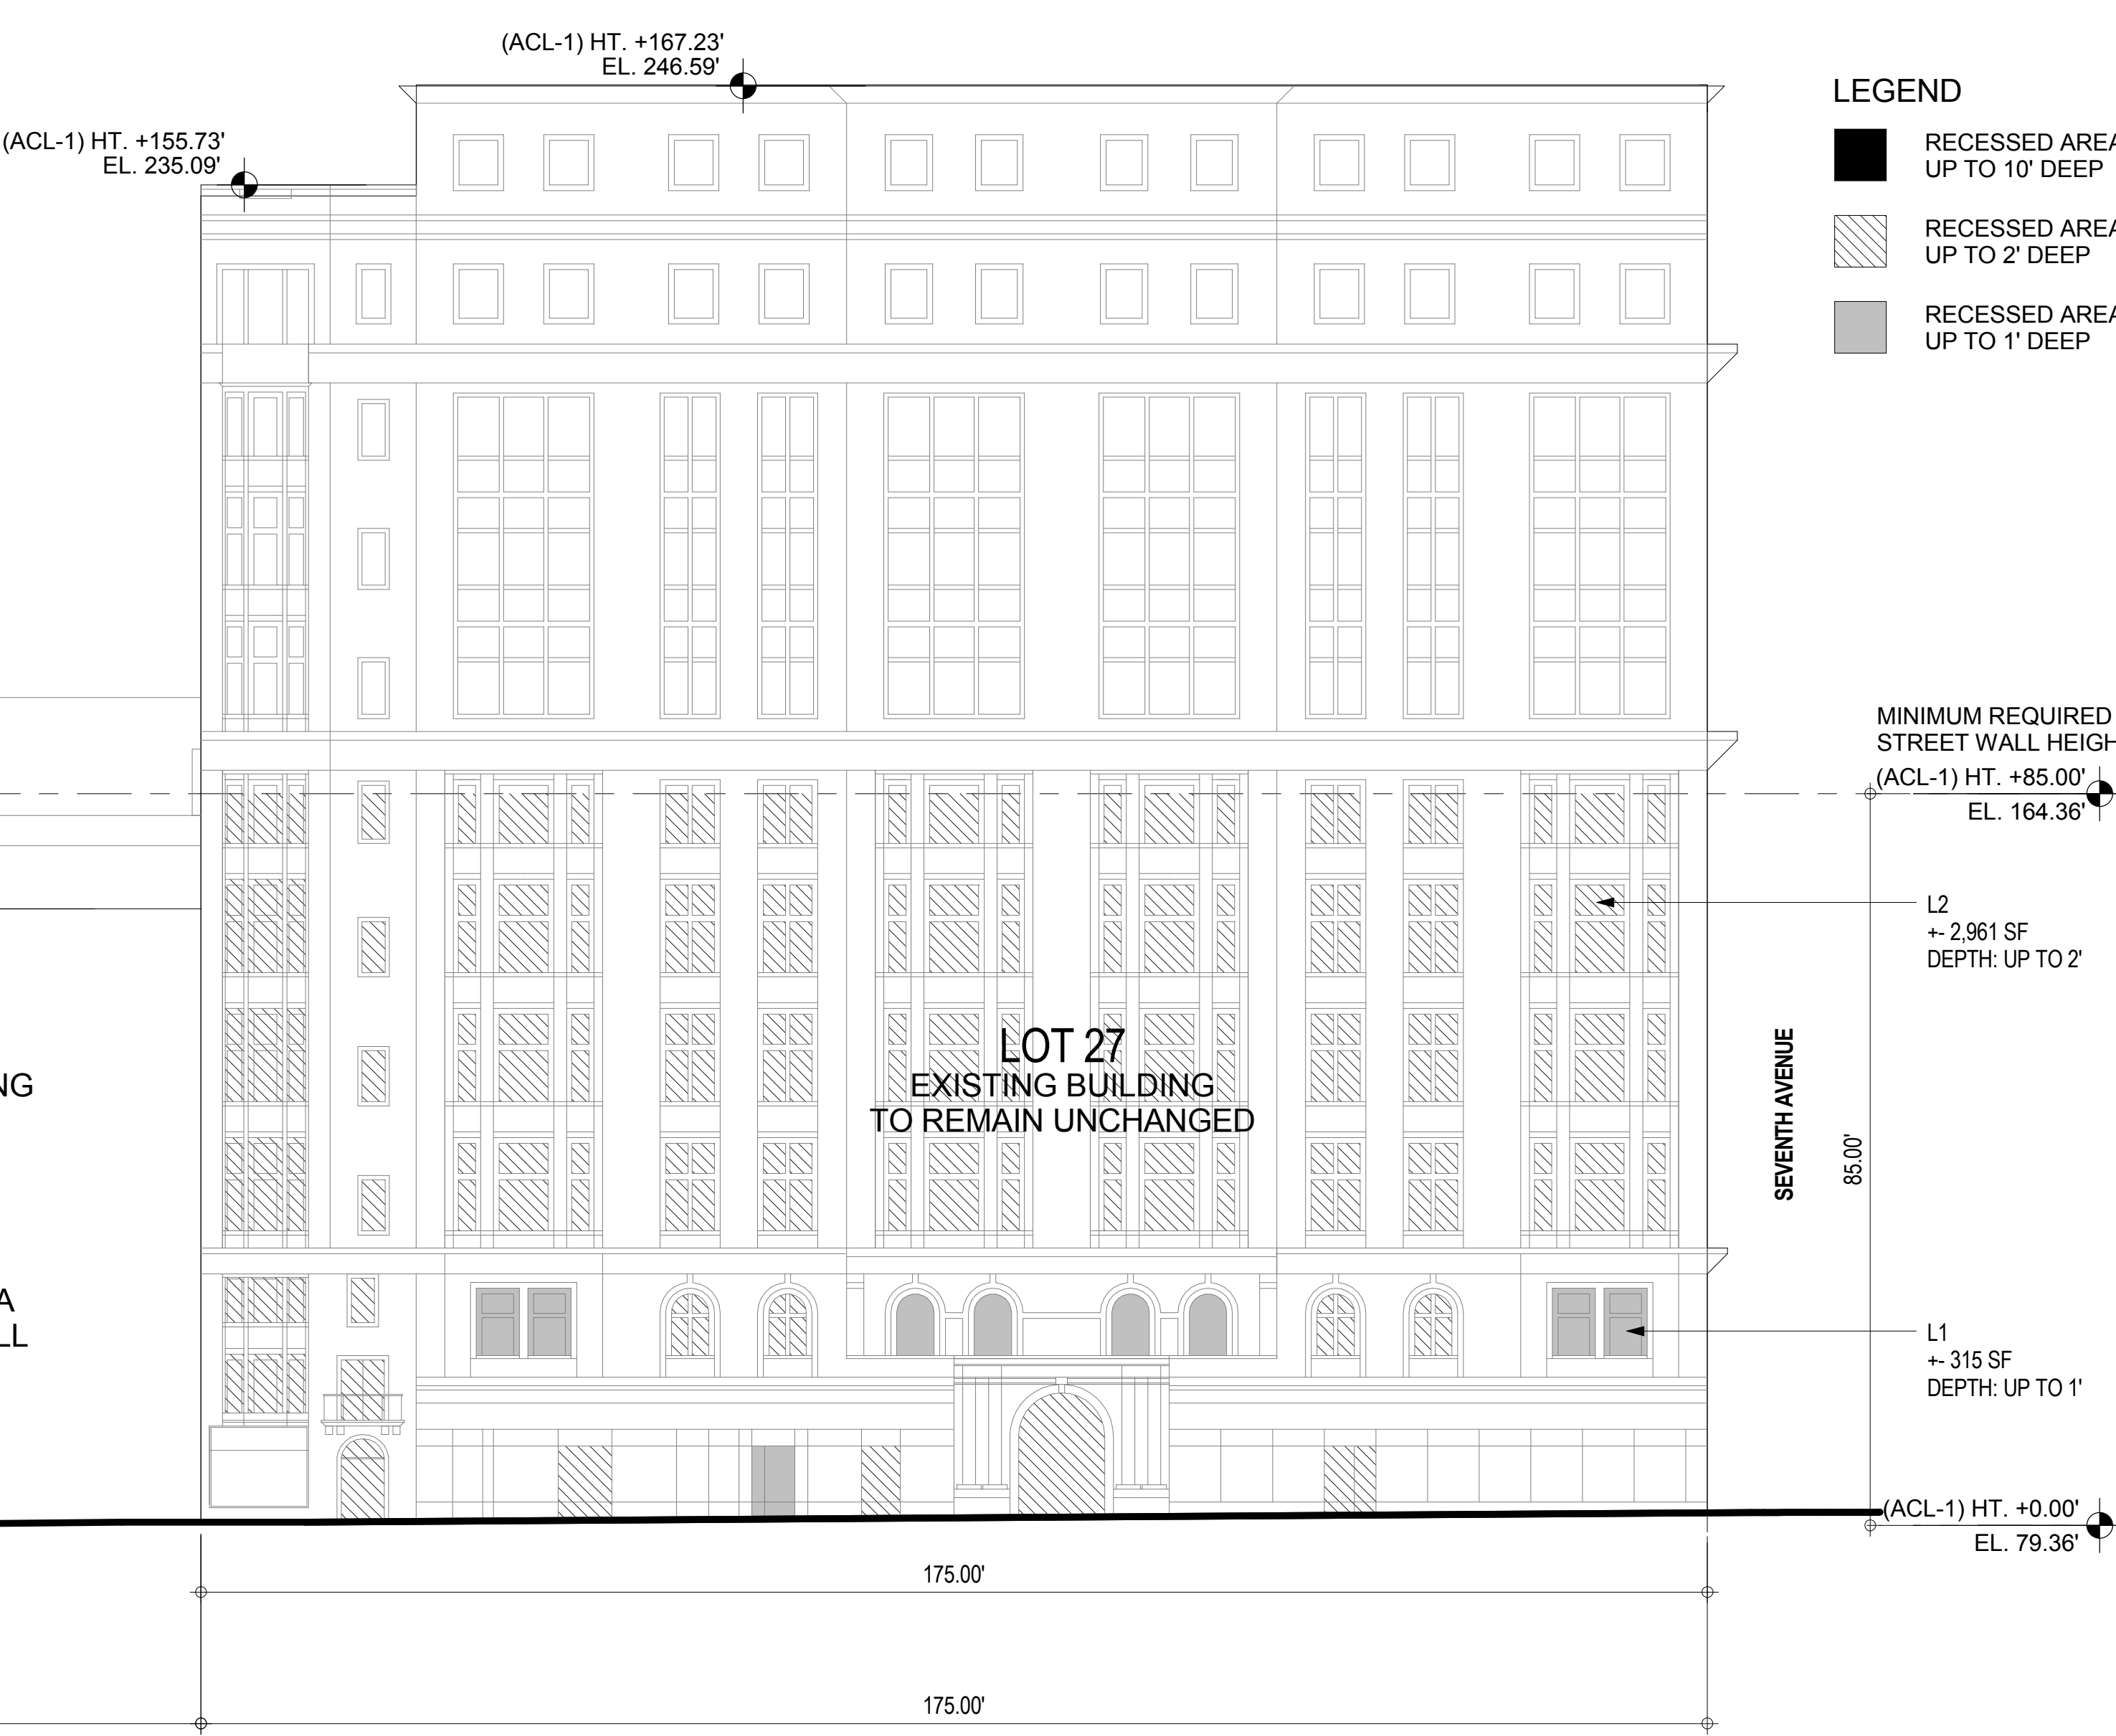 (ACL-1) HT. +167.23'
EL. 246.59'
(ACL-1) HT. +155.73'
EL. 235.09'
LEGEND
RECESSED AREA
UP TO 10' DEEP
RECESSED AREA
UP TO 2' DEEP
RECESSED AREA
UP TO 1' DEEP
MINIMUM REQUIRED
STREET WALL HEIGH
(ACL-1) HT. +85.00'
EL. 164.36'
L2
+- 2,961 SF
DEPTH: UP TO 2'
LOT 27
EXISTING BUILDING
TO REMAIN UNCHANGED
NG
SEVENTH AVENUE
85.00'
A
LL
L1
+- 315 SF
DEPTH: UP TO 1'
(ACL-1) HT. +0.00'
EL. 79.36'
175.00'
175.00'